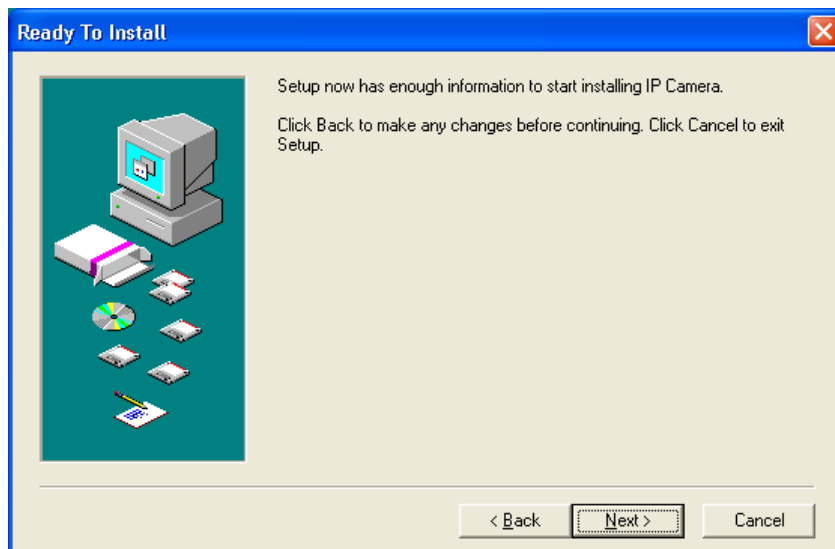 Ready To Install
Setup now has enough information to start installing IP Camera.
Click Back to make any changes before continuing. Click Cancel to exit
Setup.
< Back
Next >
Cancel